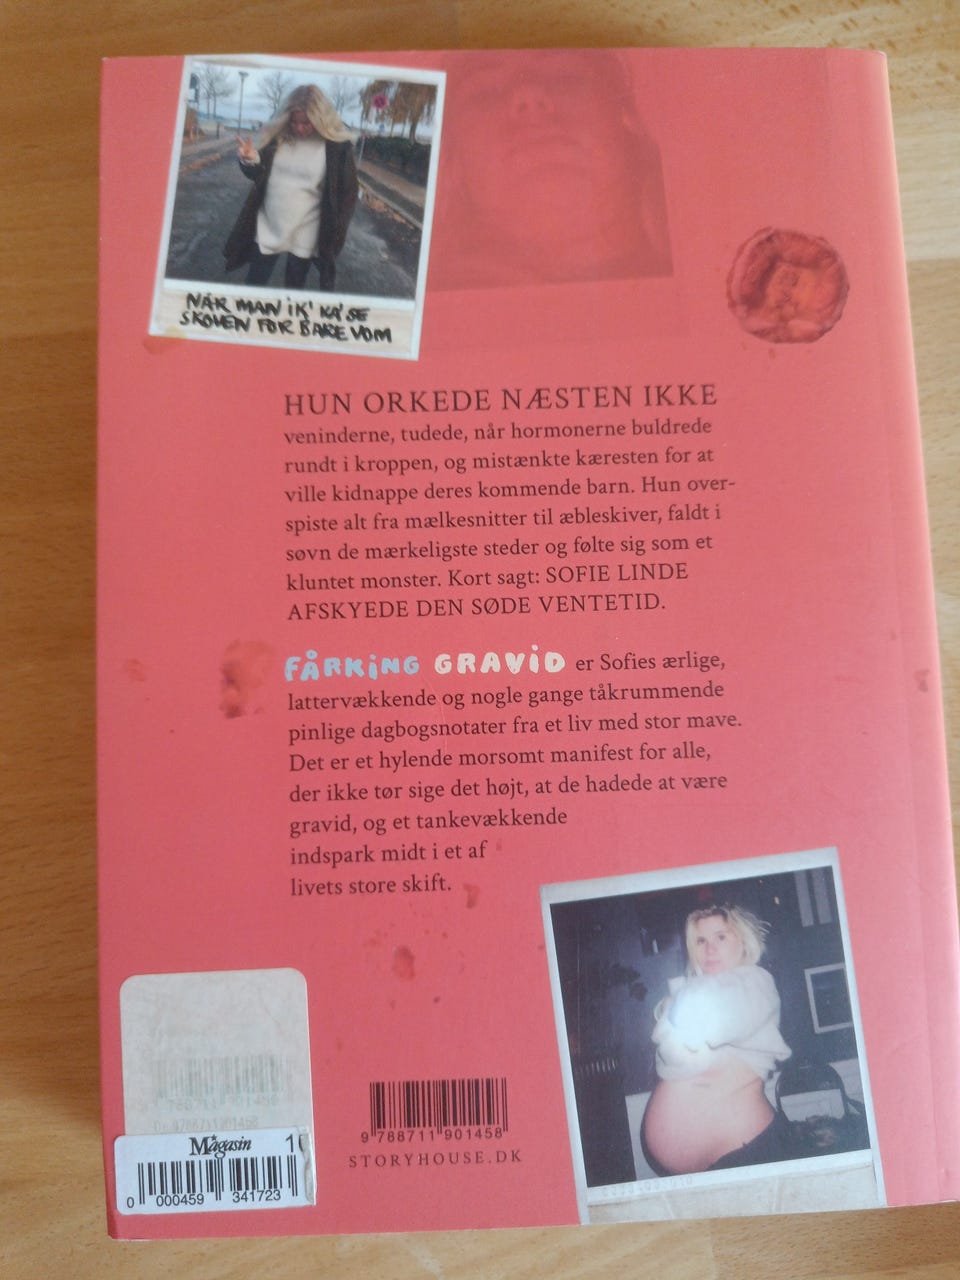 NÅR MAN iK' KA' SE
SKOVEN FOR BARE VOM
HUN ORKEDE NÆSTEN IKKE
veninderne, tudede, når hormonerne buldrede
rundt i kroppen, og mistænkte kæresten for at
ville kidnappe deres kommende barn. Hun over-
spiste alt fra mælkesnitter til æbleskiver, faldt i
søvn de mærkeligste steder og følte sig som et
kluntet monster. Kort sagt: SOFIE LINDE
AFSKYEDE DEN SØDE VENTETID.
FÅRKiNG GRAViD er Sofies ærlige,
lattervækkende og nogle gange tåkrummende
pinlige dagbogsnotater fra et liv med stor mave.
Det er et hylende morsomt manifest for alle,
der ikke tør sige det højt, at de hadede at være
gravid, og et tankevækkende
indspark midt i et af
livets store skift.
9 788711 901458
STORYHOUSE.DK
Magasin
0 000459 341723